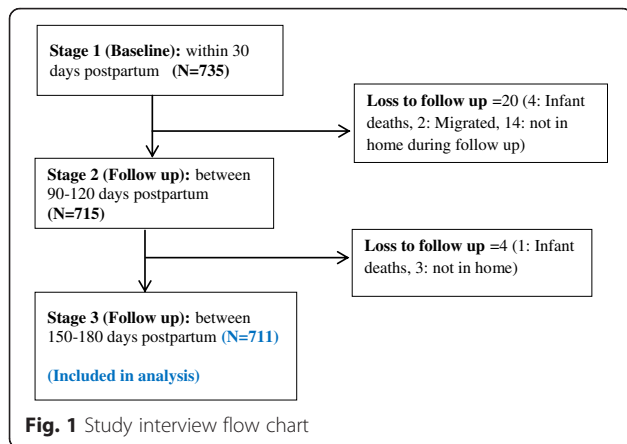 Stage 1 (Baseline): within 30
days postpartum (N=735)
Loss to follow up =20 (4: Infant
deaths, 2: Migrated, 14: not in
home during follow up)
Stage 2 (Follow up): between
90-120 days postpartum
(N=715)
Loss to follow up =4 (1: Infant
deaths, 3: not in home)
Stage 3 (Follow up): between
150-180 days postpartum (N=711)
(Included in analysis)
Fig. 1 Study interview flow chart